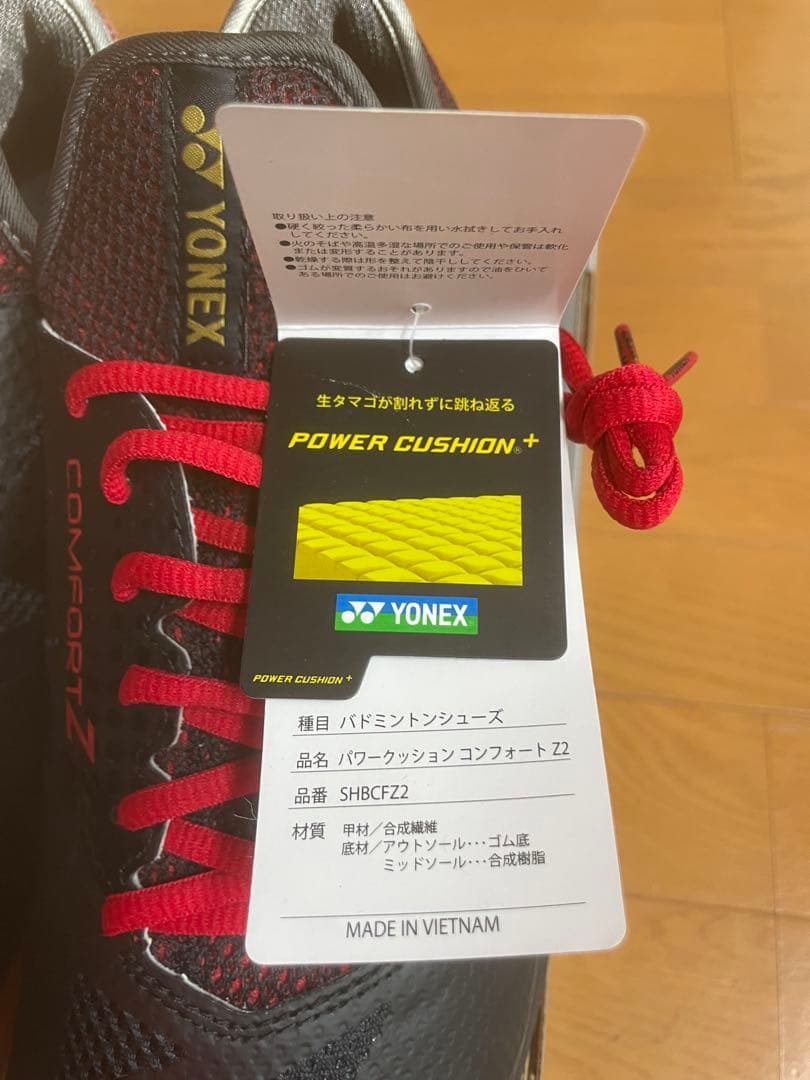 取り扱い上の注意
●硬く絞った柔らかい布を用い水拭きしてお手入れ
してください。
●火のそばや高温多湿な場所でのご使用や保管は軟化
または変形することがあります。
●乾燥する際は形を整えて陰干ししてください。
●ゴムが変質するおそれがありますので油をひいて
ある場所でのご使用はお避けください。
YONEX
COMFORT Z
生タマゴが割れずに跳ね返る
POWER CUSHION®+
YONEX
POWER CUSHION+
種目 バドミントンシューズ
品名 パワークッション コンフォート Z2
品番 SHBCFZ2
材質 甲材／合成繊維
底材／アウトソール･･･ゴム底
ミッドソール･･･合成樹脂
MADE IN VIETNAM